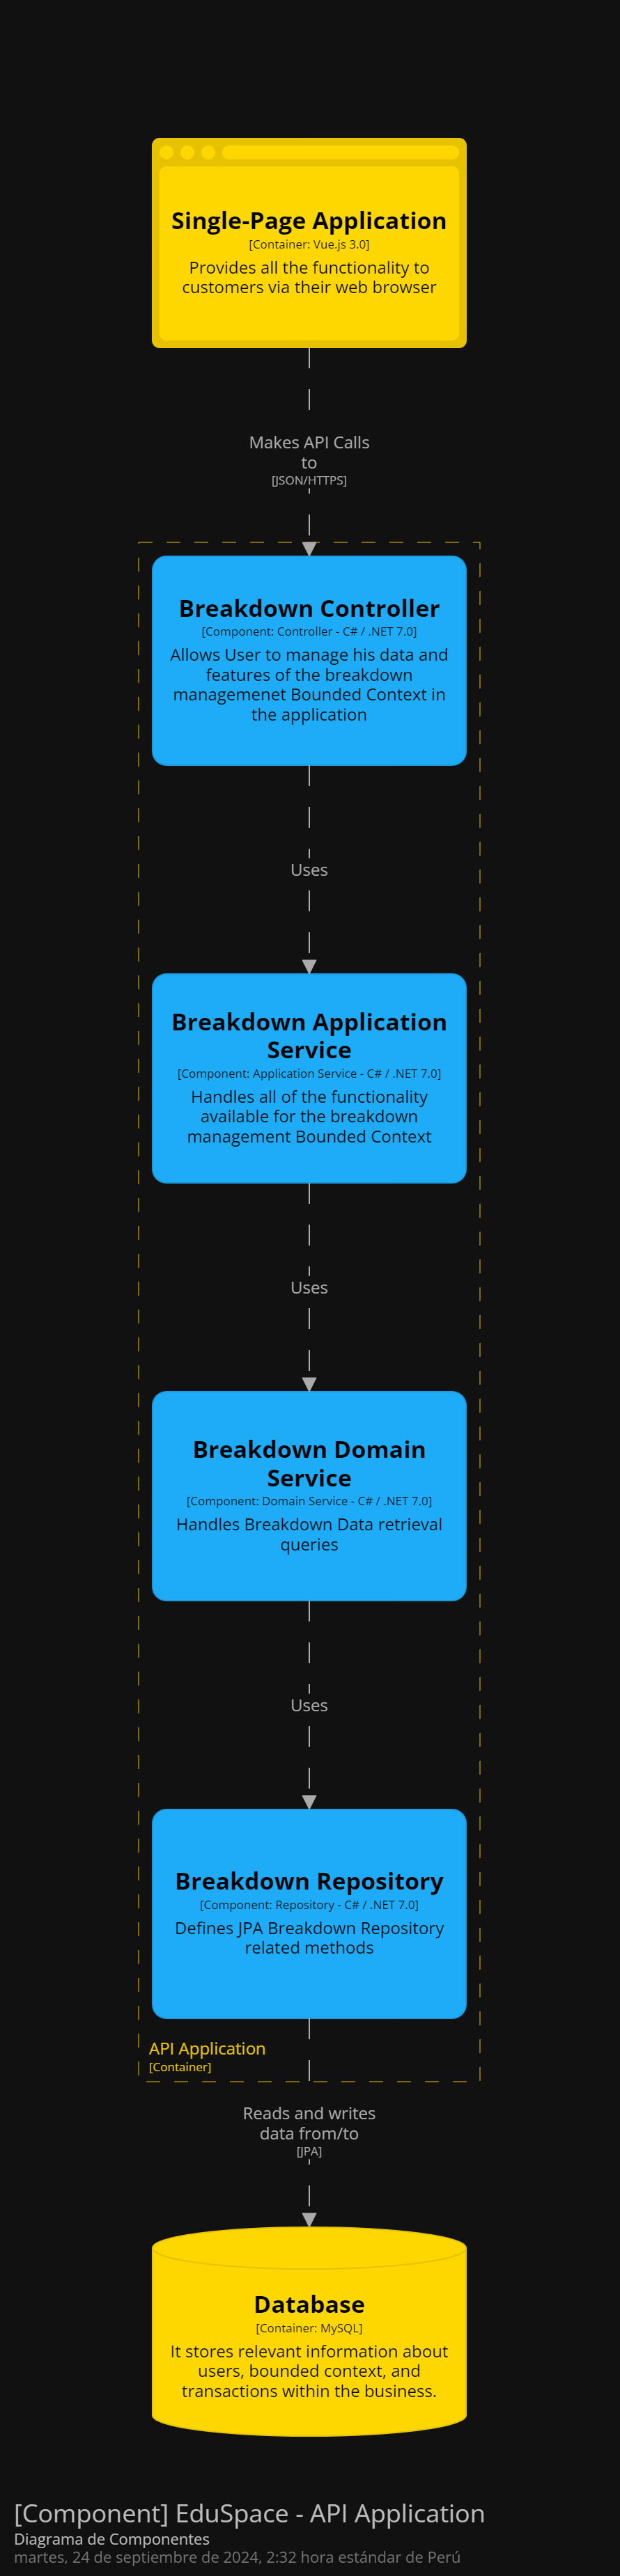 Single-Page Application
[Container: Vue.js 3.0]
Provides all the functionality to
customers via their web browser
Makes API Calls
to
[JSON/HTTPS]
Breakdown Controller
[Component: Controller - C# / .NET 7.0]
Allows User to manage his data and
features of the breakdown
managemenet Bounded Context in
the application
Uses
Breakdown Application
Service
[Component: Application Service - C# / .NET 7.0]
Handles all of the functionality
available for the breakdown
management Bounded Context
Uses
Breakdown Domain
Service
[Component: Domain Service - C# / .NET 7.0]
Handles Breakdown Data retrieval
queries
Uses
Breakdown Repository
[Component: Repository - C# / .NET 7.0]
Defines JPA Breakdown Repository
related methods
API Application
[Container]
Reads and writes
data from/to
[JPA]
Database
[Container: MySQL]
It stores relevant information about
users, bounded context, and
transactions within the business.
[Component] EduSpace - API Application
Diagrama de Componentes
martes, 24 de septiembre de 2024, 2:32 hora estándar de Perú